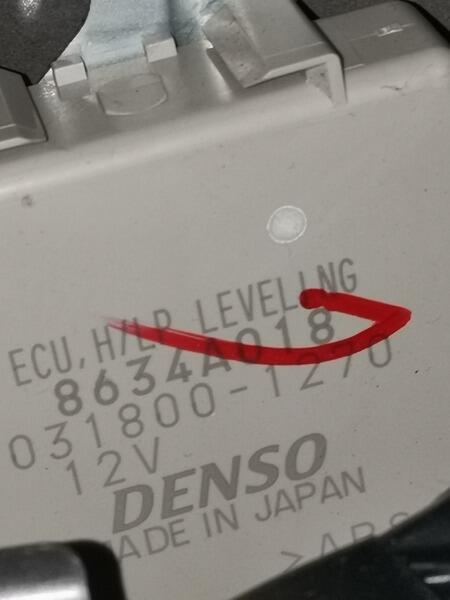 ECU, H/LP LEVELING
8634A018
031800-1270
12V
DENSO
MADE IN JAPAN
>ABS